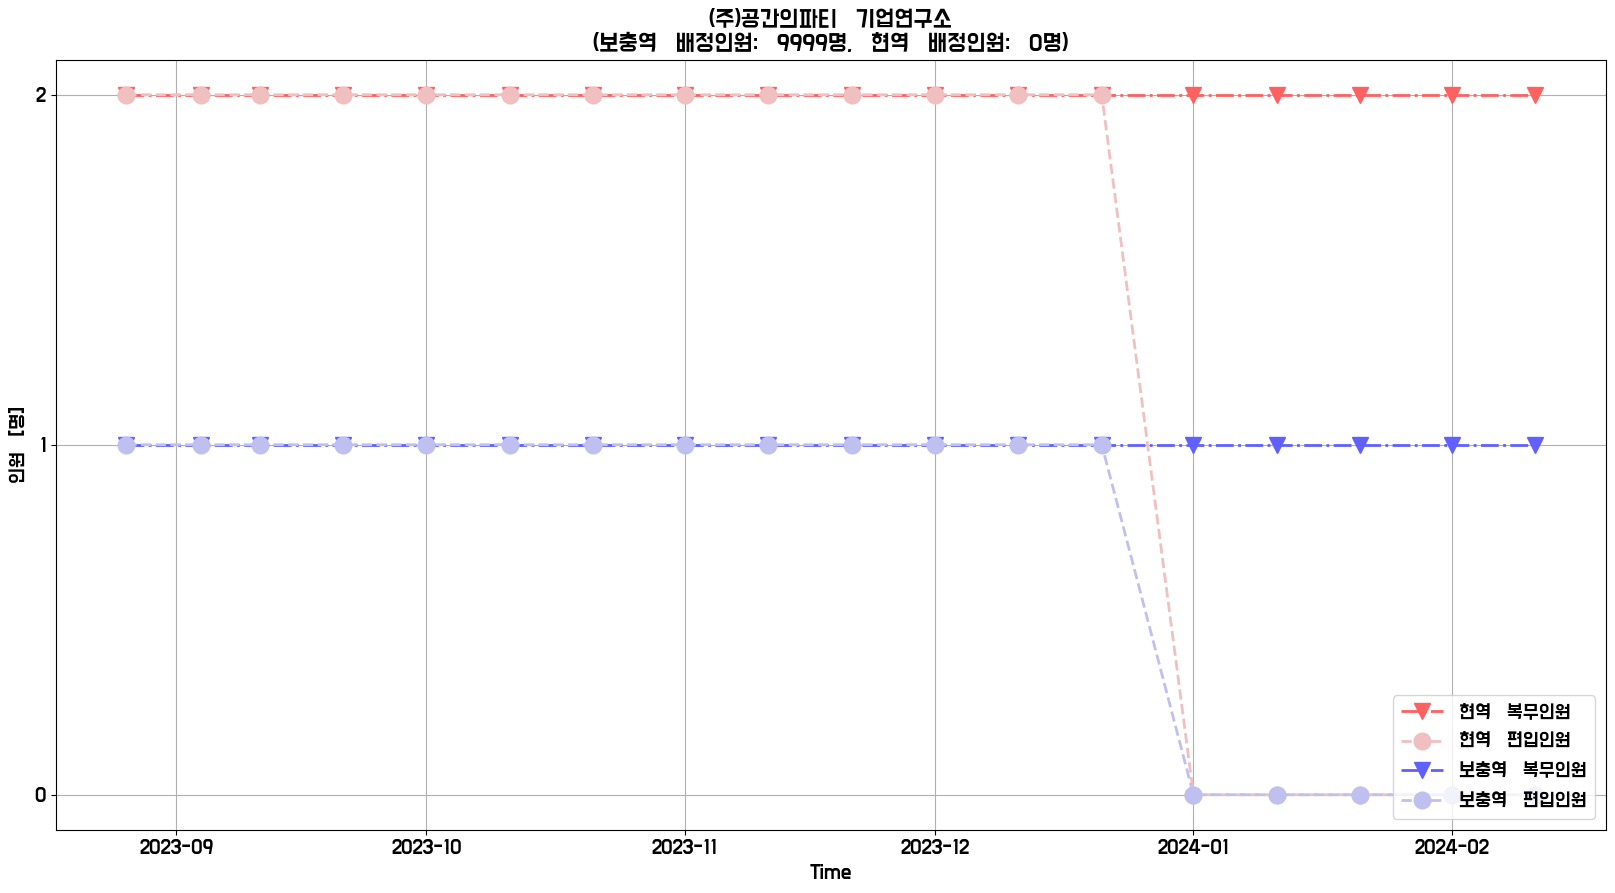 (주)공간의파티 기업연구소
(보충역 배정인원: 9999명, 현역 배정인원: 0명)
인원 [명]
2
1
0
현역 복무인원
현역 편입인원
보충역 복무인원
보충역 편입인원
2023-09 2023-10 2023-11 2023-12 2024-01 2024-02
Time